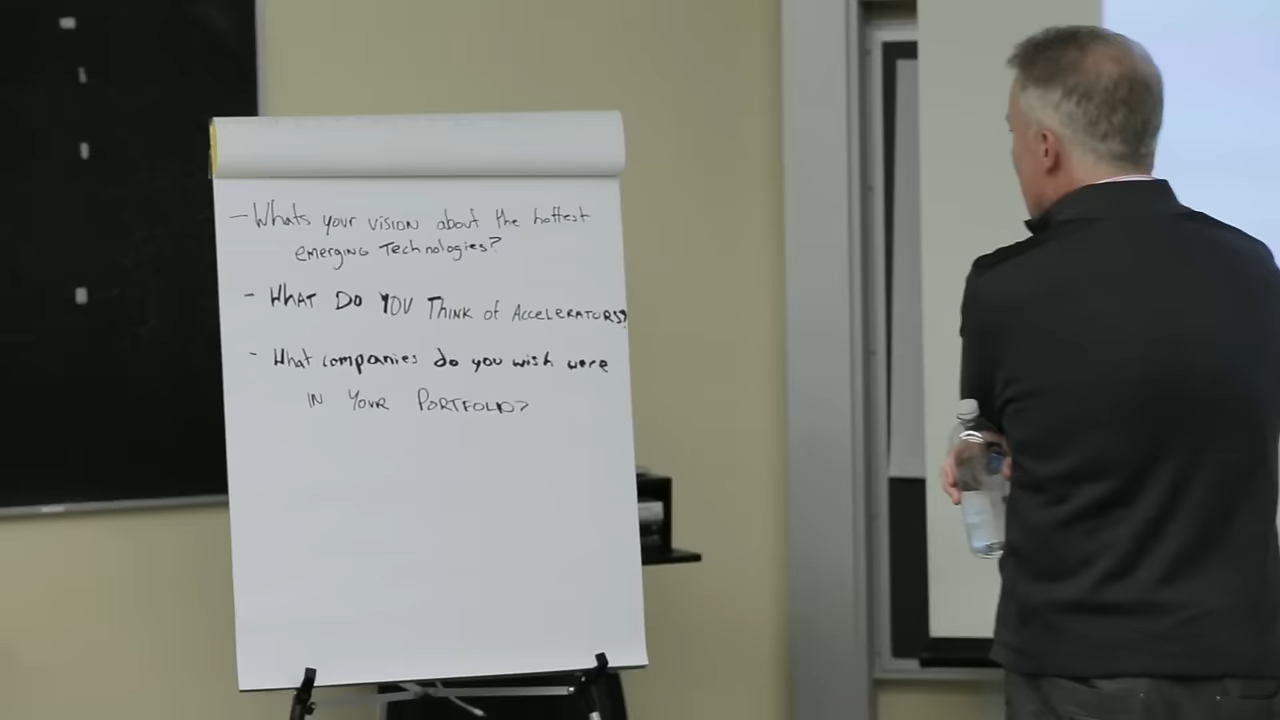 - Whats your vision about the hottest
emerging Technologies?
- WHAT DO YOU THINK of ACCELERATORS?
- What companies do you wish were
IN YOUR PORTFOLIO?